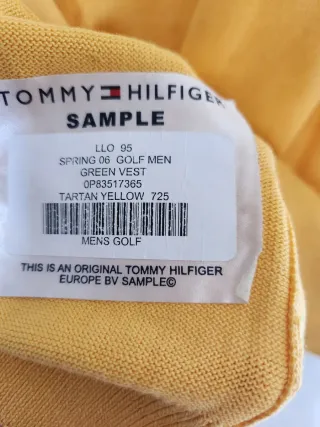 TOMMY HILFIGER
SAMPLE
LLO 95
SPRING 06 GOLF MEN
GREEN VEST
0P83517365
TARTAN YELLOW 725
MENS GOLF
THIS IS AN ORIGINAL TOMMY HILFIGER
EUROPE BV SAMPLE©